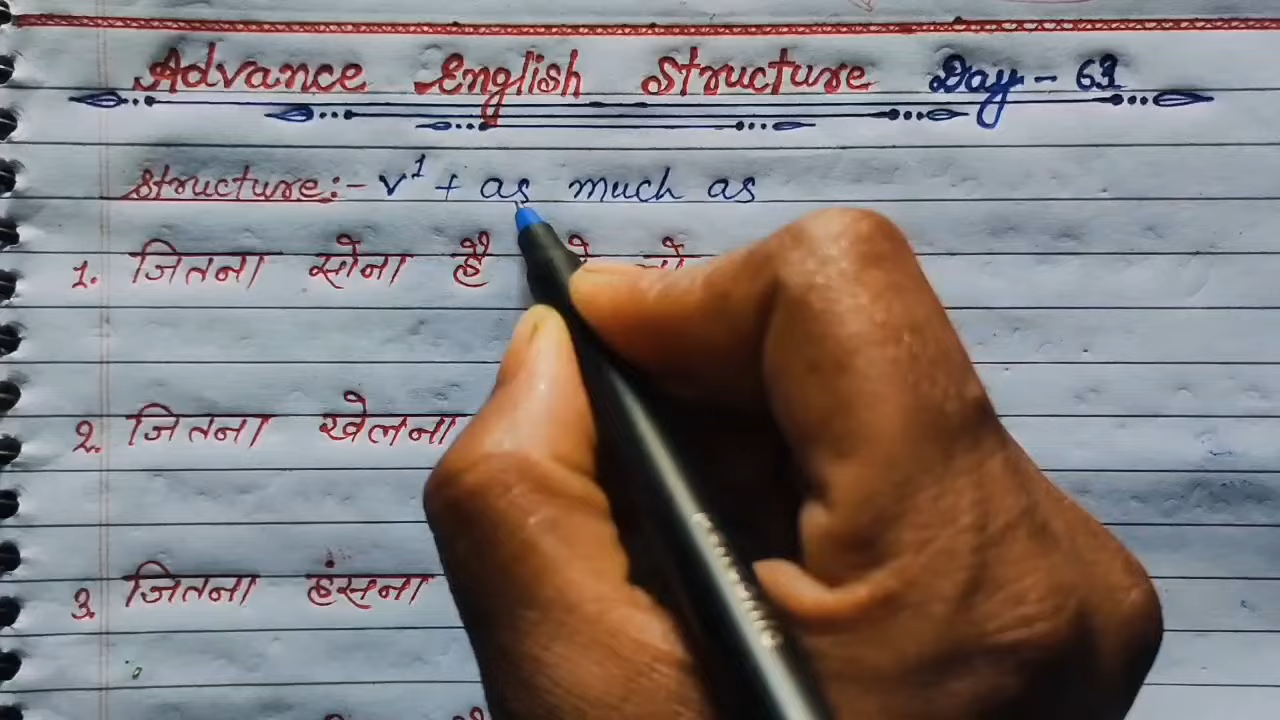 Advance English Structure Day - 63
Structure:- v¹ + as much as
1. जितना सोना है
2. जितना खेलना
3. जितना हंसना